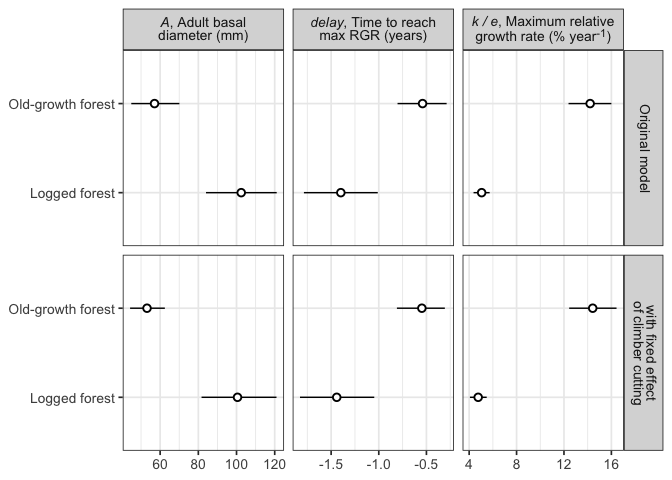 A, Adult basal
diameter (mm)
delay, Time to reach
max RGR (years)
k / e, Maximum relative
growth rate (% year-1)
Old-growth forest
Logged forest
Original model
Old-growth forest
Logged forest
with fixed effect
of climber cutting
60 80 100 120
-1.5 -1.0 -0.5
4 8 12 16